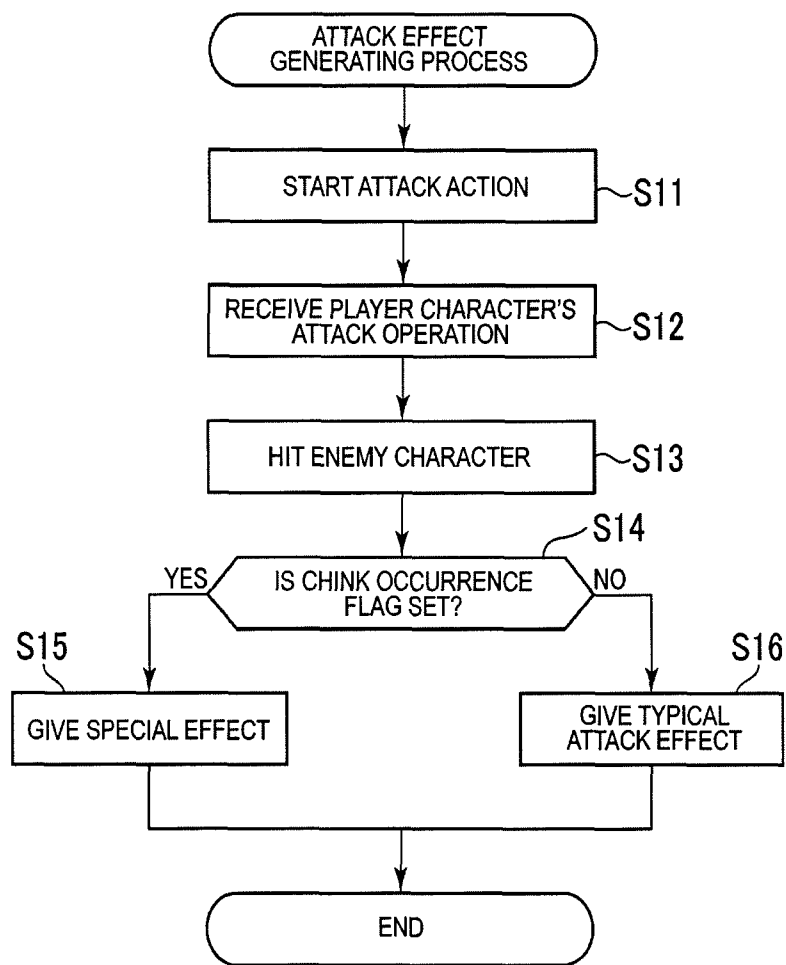 ATTACK EFFECT
GENERATING PROCESS
START ATTACK ACTION
S11
RECEIVE PLAYER CHARACTER'S
ATTACK OPERATION
S12
HIT ENEMY CHARACTER
S13
S14
IS CHINK OCCURRENCE
FLAG SET?
YES
NO
S15
GIVE SPECIAL EFFECT
S16
GIVE TYPICAL
ATTACK EFFECT
END